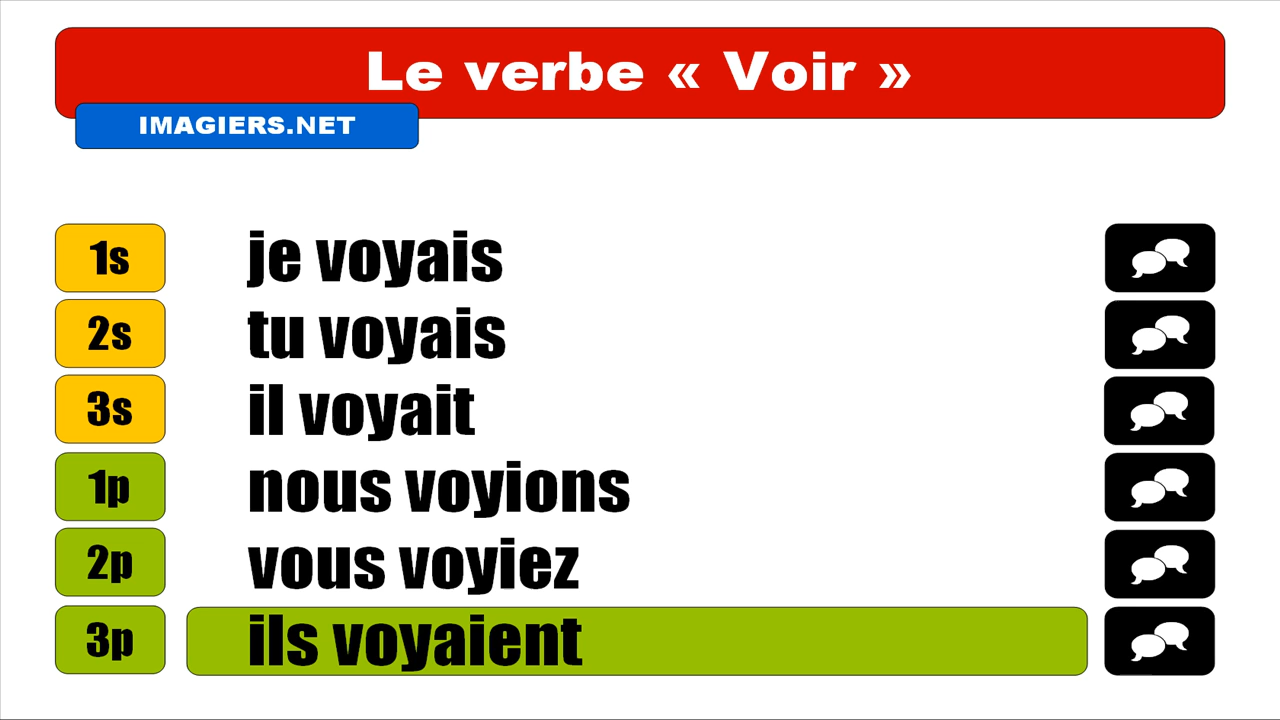 Le verbe « Voir »
IMAGIERS.NET
1s je voyais
2s tu voyais
3s il voyait
1p nous voyions
2p vous voyiez
3p ils voyaient